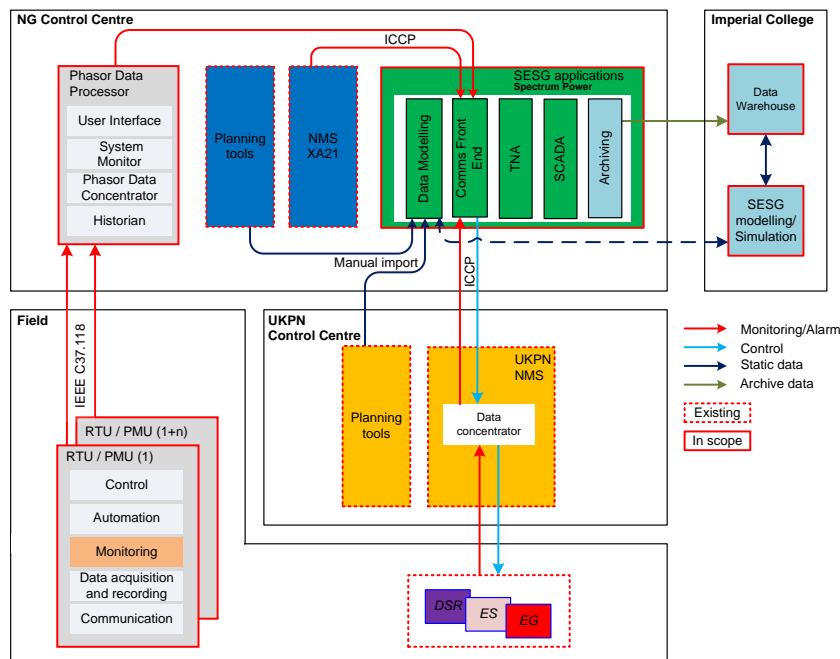 NG Control Centre
ICCP
Phasor Data
Processor
User Interface
System
Monitor
Phasor Data
Concentrator
Historian
Planning
tools
NMS
XA21
SESG applications
Spectrum Power
Data Modelling
Comms Front
End
TNA
SCADA
Archiving
Manual import
ICCP
Imperial College
Data
Warehouse
SESG
modelling/
Simulation
Field
IEEE C37.118
RTU / PMU (1+n)
RTU / PMU (1)
Control
Automation
Monitoring
Data acquisition
and recording
Communication
UKPN
Control Centre
Planning
tools
UKPN
NMS
Data
concentrator
DSR
ES
EG
Monitoring/Alarm
Control
Static data
Archive data
Existing
In scope